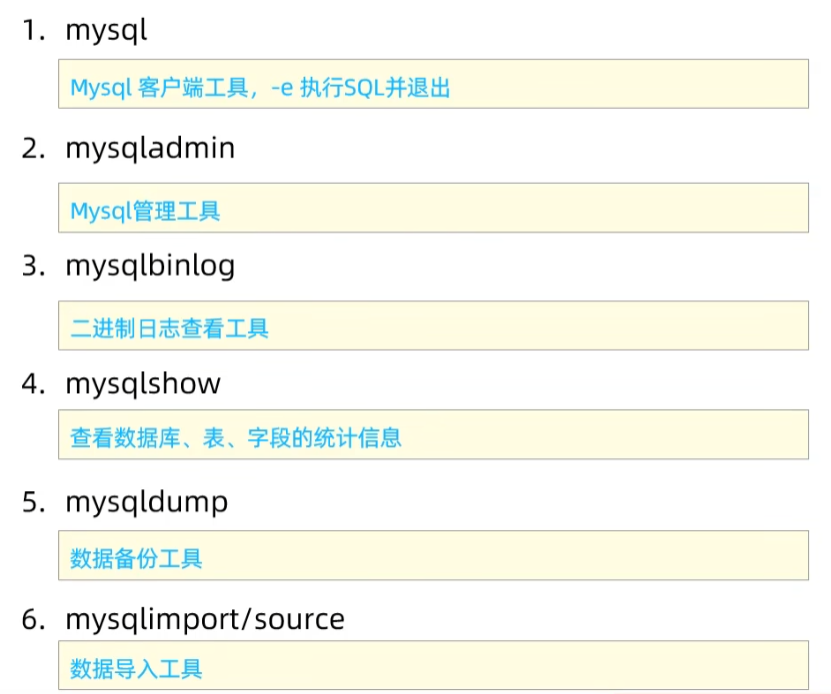 1. mysql
Mysql 客户端工具，-e 执行SQL并退出
2. mysqladmin
Mysql管理工具
3. mysqlbinlog
二进制日志查看工具
4. mysqlshow
查看数据库、表、字段的统计信息
5. mysqldump
数据备份工具
6. mysqlimport/source
数据导入工具